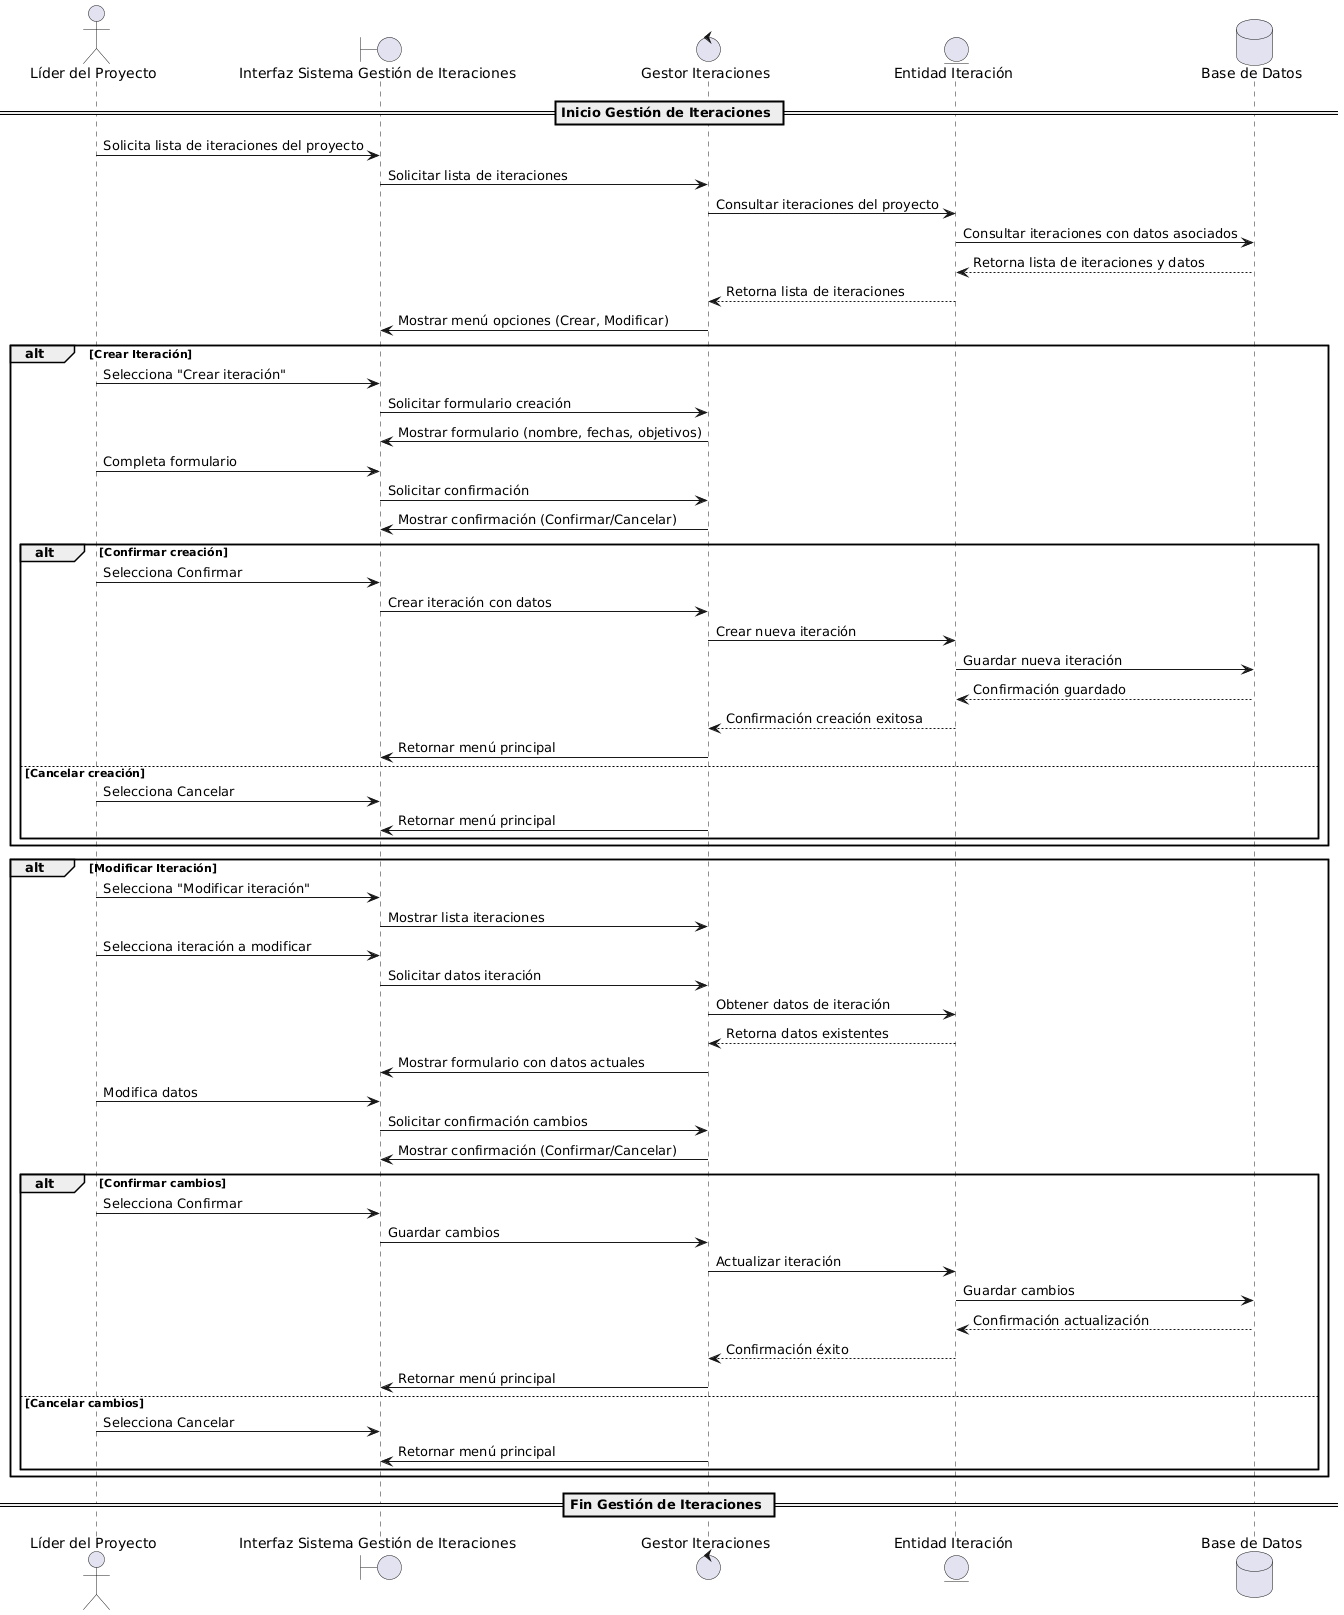 Líder del Proyecto
Interfaz Sistema Gestión de Iteraciones
Gestor Iteraciones
Entidad Iteración
Base de Datos
Inicio Gestión de Iteraciones
Solicita lista de iteraciones del proyecto
Solicitar lista de iteraciones
Consultar iteraciones del proyecto
Consultar iteraciones con datos asociados
Retorna lista de iteraciones y datos
Retorna lista de iteraciones
Mostrar menú opciones (Crear, Modificar)
alt [Crear Iteración]
Selecciona "Crear iteración"
Solicitar formulario creación
Mostrar formulario (nombre, fechas, objetivos)
Completa formulario
Solicitar confirmación
Mostrar confirmación (Confirmar/Cancelar)
alt [Confirmar creación]
Selecciona Confirmar
Crear iteración con datos
Crear nueva iteración
Guardar nueva iteración
Confirmación guardado
Confirmación creación exitosa
Retornar menú principal
[Cancelar creación]
Selecciona Cancelar
Retornar menú principal
alt [Modificar Iteración]
Selecciona "Modificar iteración"
Mostrar lista iteraciones
Selecciona iteración a modificar
Solicitar datos iteración
Obtener datos de iteración
Retorna datos existentes
Mostrar formulario con datos actuales
Modifica datos
Solicitar confirmación cambios
Mostrar confirmación (Confirmar/Cancelar)
alt [Confirmar cambios]
Selecciona Confirmar
Guardar cambios
Actualizar iteración
Guardar cambios
Confirmación actualización
Confirmación éxito
Retornar menú principal
[Cancelar cambios]
Selecciona Cancelar
Retornar menú principal
Fin Gestión de Iteraciones
Líder del Proyecto
Interfaz Sistema Gestión de Iteraciones
Gestor Iteraciones
Entidad Iteración
Base de Datos